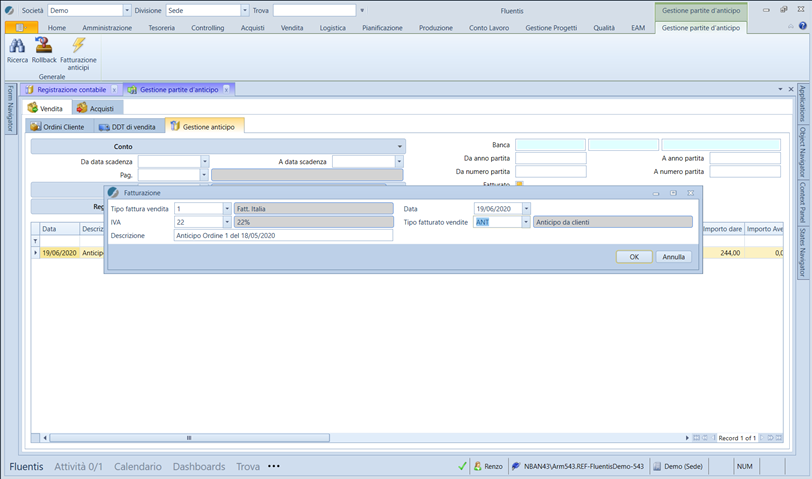 Società Demo Divisione Sede Trova Fluentis Gestione partite d'anticipo
Home Amministrazione Tesoreria Controlling Acquisti Vendita Logistica Pianificazione Produzione Conto Lavoro Gestione Progetti Qualità EAM Gestione partite d'anticipo
Ricerca Rollback Fatturazione anticipi
Generale
Form Navigator
Registrazione contabile x Gestione partite d'anticipo x
Vendita Acquisti
Ordini Cliente DDT di vendita Gestione anticipo
Conto
Banca
Da data scadenza A data scadenza
Da anno partita A anno partita
Pag.
Da numero partita A numero partita
Fatturato
Reg
Fatturazione
Tipo fattura vendita 1 Fatt. Italia Data 19/06/2020
IVA 22 22% Tipo fatturato vendite ANT Anticipo da clienti
Descrizione Anticipo Ordine 1 del 18/05/2020
OK Annulla
Data Descriz Importo dare Importo Ave
19/06/2020 Anticip 244,00 0,0
Record 1 of 1
Applications
Object Navigator
Context Panel
States Navigator
Fluentis Attività 0/1 Calendario Dashboards Trova ••• Renzo NBAN43\Arm543.REF-FluentisDemo-543 Demo (Sede) NUM